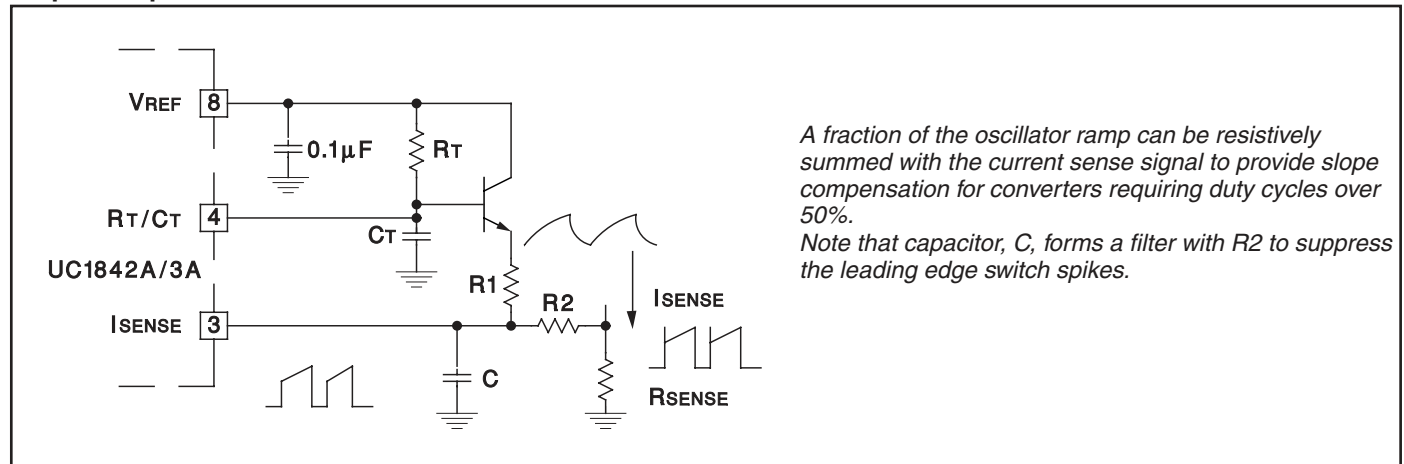 VREF 8
0.1µF
RT
RT/CT 4
CT
UC1842A/3A
R1
R2
ISENSE
ISENSE 3
C
RSENSE
A fraction of the oscillator ramp can be resistively
summed with the current sense signal to provide slope
compensation for converters requiring duty cycles over
50%.
Note that capacitor, C, forms a filter with R2 to suppress
the leading edge switch spikes.